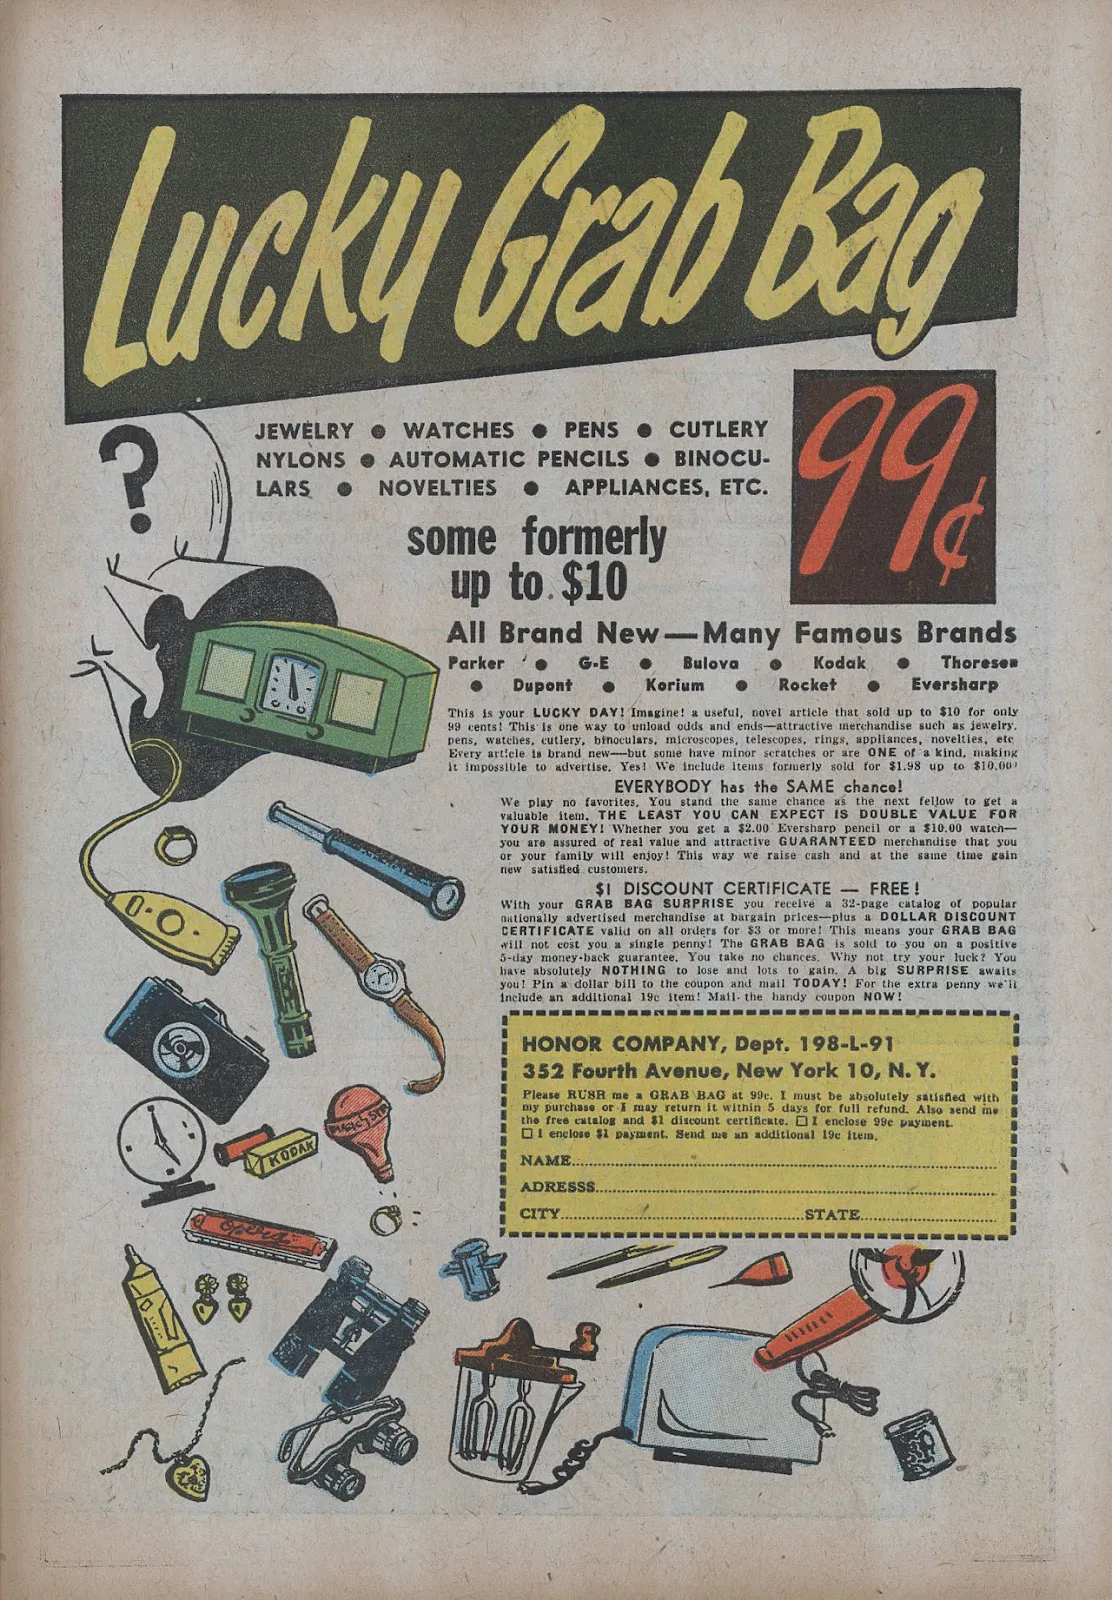 Lucky Grab Bag
99¢
?
JEWELRY ● WATCHES ● PENS ● CUTLERY
NYLONS ● AUTOMATIC PENCILS ● BINOCU-
LARS ● NOVELTIES ● APPLIANCES, ETC.
some formerly
up to $10
All Brand New—Many Famous Brands
Parker ● G-E ● Bulova ● Kodak ● Thoresen
● Dupont ● Korium ● Rocket ● Eversharp
This is your LUCKY DAY! Imagine! a useful, novel article that sold up to $10 for only
99 cents! This is one way to unload odds and ends—attractive merchandise such as jewelry,
pens, watches, cutlery, binoculars, microscopes, telescopes, rings, appliances, novelties, etc
Every article is brand new—but some have minor scratches or are ONE of a kind, making
it impossible to advertise. Yes! We include items formerly sold for $1.98 up to $10.00!
EVERYBODY has the SAME chance!
We play no favorites. You stand the same chance as the next fellow to get a
valuable item. THE LEAST YOU CAN EXPECT IS DOUBLE VALUE FOR
YOUR MONEY! Whether you get a $2.00 Eversharp pencil or a $10.00 watch—
you are assured of real value and attractive GUARANTEED merchandise that you
or your family will enjoy! This way we raise cash and at the same time gain
new satisfied customers.
$1 DISCOUNT CERTIFICATE — FREE!
With your GRAB BAG SURPRISE you receive a 32-page catalog of popular
nationally advertised merchandise at bargain prices—plus a DOLLAR DISCOUNT
CERTIFICATE valid on all orders for $3 or more! This means your GRAB BAG
will not cost you a single penny! The GRAB BAG is sold to you on a positive
5-day money-back guarantee. You take no chances. Why not try your luck? You
have absolutely NOTHING to lose and lots to gain. A big SURPRISE awaits
you! Pin a dollar bill to the coupon and mail TODAY! For the extra penny we'll
include an additional 19c item! Mail the handy coupon NOW!
HONOR COMPANY, Dept. 198-L-91
352 Fourth Avenue, New York 10, N.Y.
Please RUSH me a GRAB BAG at 99c. I must be absolutely satisfied with
my purchase or I may return it within 5 days for full refund. Also send me
the free catalog and $1 discount certificate. ☐ I enclose 99c payment.
☐ I enclose $1 payment. Send me an additional 19c item.
NAME
ADRESSS
CITY STATE
KODAK